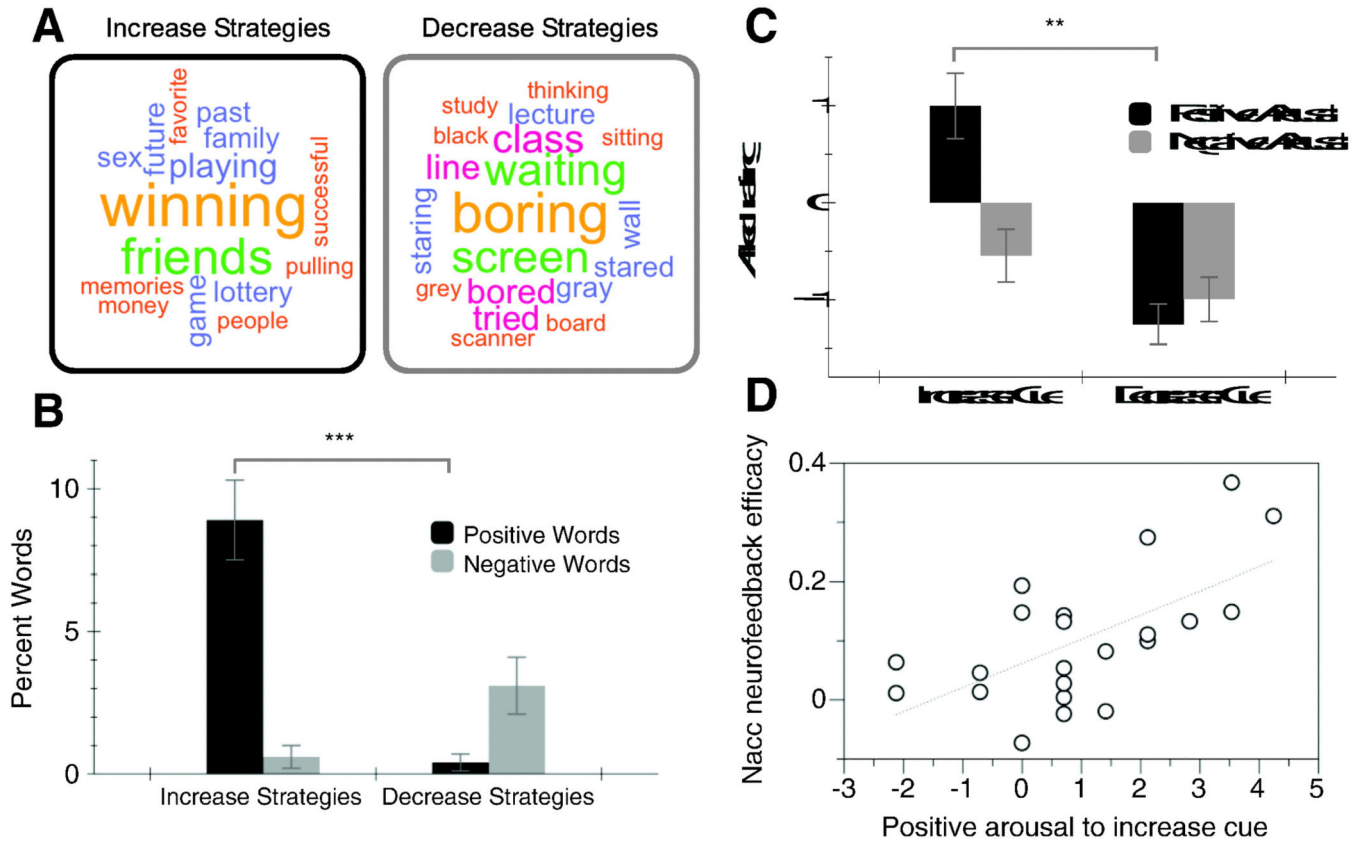 A
Increase Strategies
Decrease Strategies
favorite
future
past
family
sex
playing
successful
winning
friends
pulling
memories
money
game
lottery
people
thinking
study
lecture
black
class
sitting
line
waiting
staring
boring
wall
screen
stared
grey
bored
gray
tried
board
scanner
B
***
Percent Words
10
5
0
Positive Words
Negative Words
Increase Strategies
Decrease Strategies
C
**
D
Nacc neurofeedback efficacy
0.4
0.2
0
-3 -2 -1 0 1 2 3 4 5
Positive arousal to increase cue